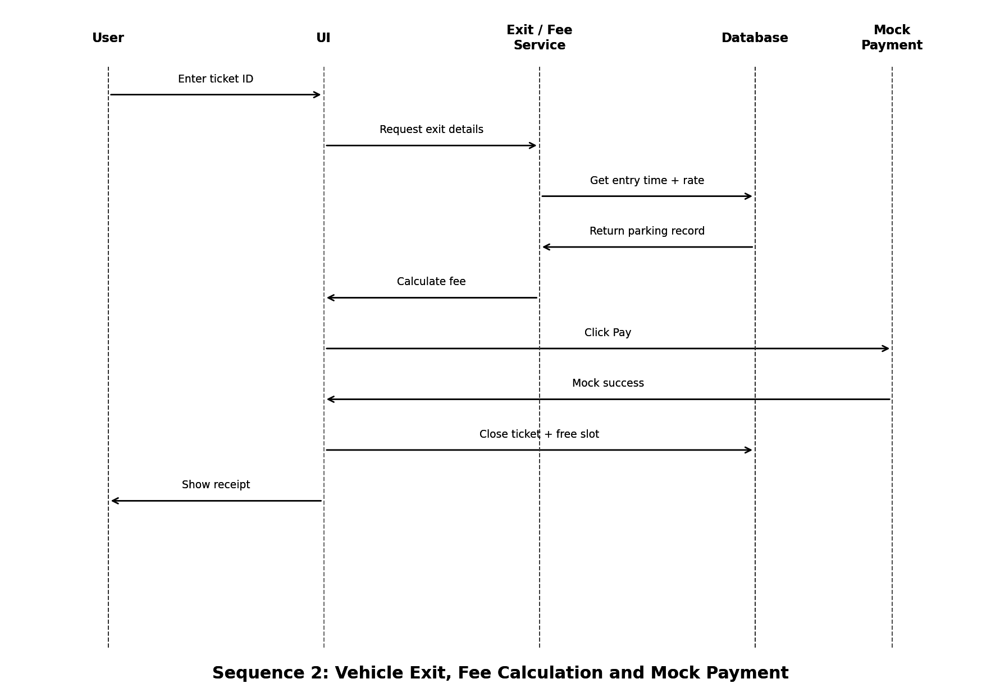 User
UI
Exit / Fee
Service
Database
Mock
Payment
Enter ticket ID
Request exit details
Get entry time + rate
Return parking record
Calculate fee
Click Pay
Mock success
Close ticket + free slot
Show receipt
Sequence 2: Vehicle Exit, Fee Calculation and Mock Payment